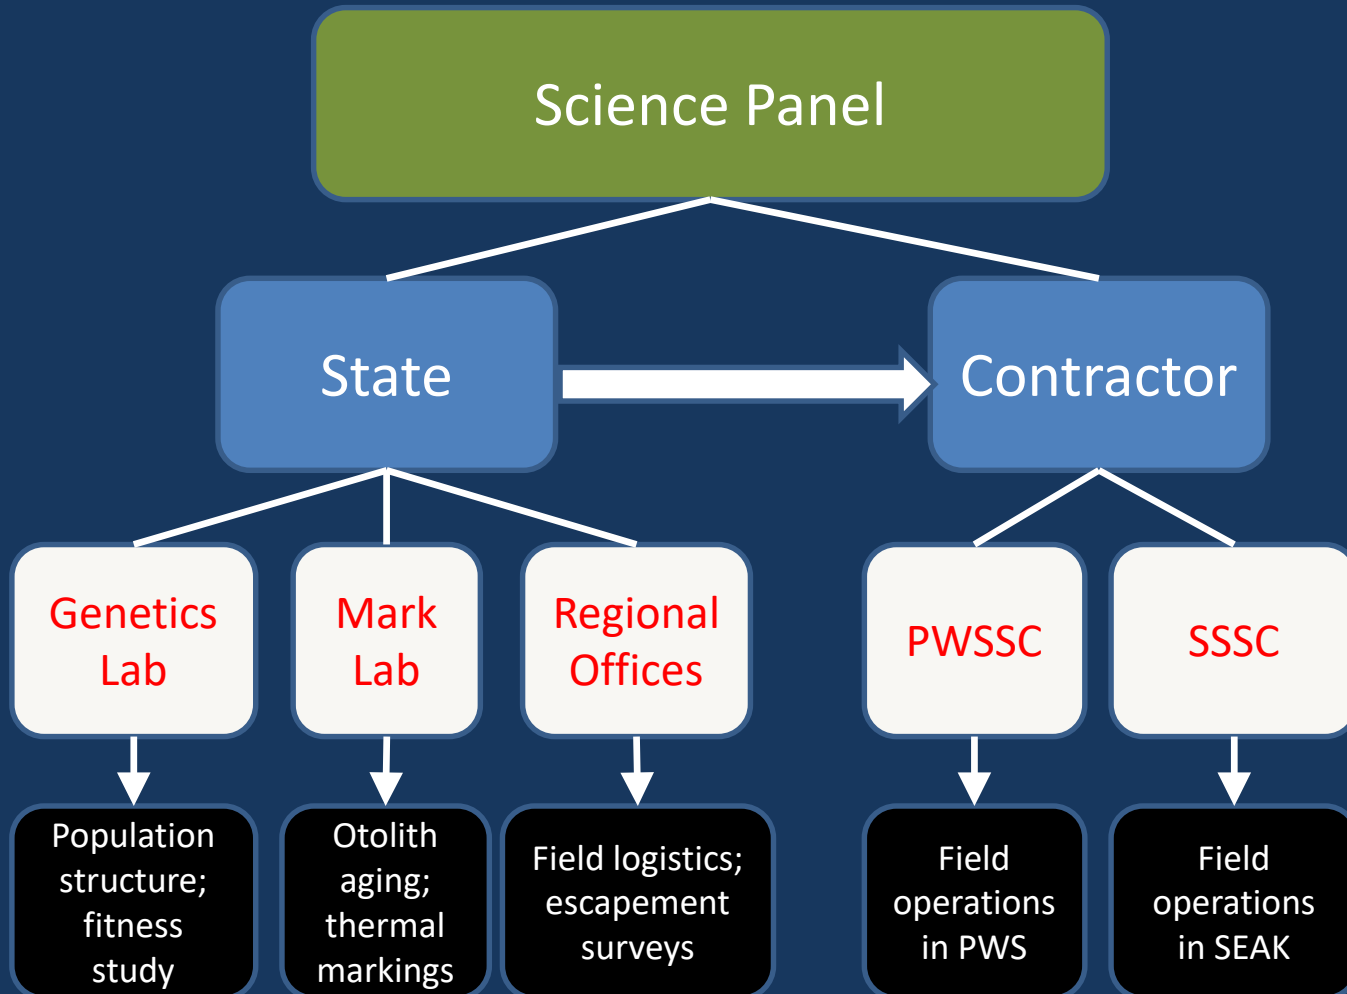 Science Panel
State
Contractor
Genetics
Lab
Mark
Lab
Regional
Offices
PWSSC
SSSC
Population
structure;
fitness
study
Otolith
aging;
thermal
markings
Field logistics;
escapement
surveys
Field
operations
in PWS
Field
operations
in SEAK